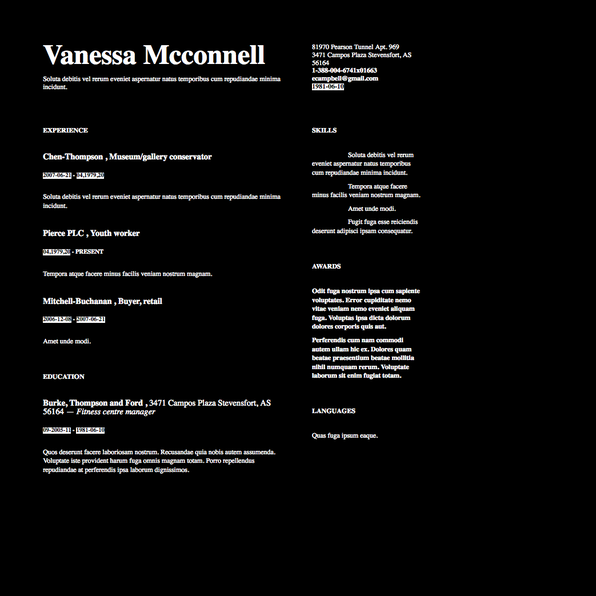 Vanessa Mcconnell
Soluta debitis vel rerum eveniet aspernatur natus temporibus cum repudiandae minima
incidunt.
81970 Pearson Tunnel Apt. 969
3471 Campos Plaza Stevensfort, AS
56164
1-388-004-6741x01663
ecampbell@gmail.com
1981-06-10
EXPERIENCE
Chen-Thompson , Museum/gallery conservator
2007-06-21 - 04.1979.20
Soluta debitis vel rerum eveniet aspernatur natus temporibus cum repudiandae minima
incidunt.
Pierce PLC , Youth worker
04.1979.20 - PRESENT
Tempora atque facere minus facilis veniam nostrum magnam.
Mitchell-Buchanan , Buyer, retail
2006-12-08 - 2007-06-21
Amet unde modi.
EDUCATION
Burke, Thompson and Ford , 3471 Campos Plaza Stevensfort, AS
56164 — Fitness centre manager
09-2005-11 - 1981-06-10
Quos deserunt facere laboriosam nostrum. Recusandae quia nobis autem assumenda.
Voluptate iste provident harum fuga omnis magnam totam. Porro repellendus
repudiandae at perferendis ipsa laborum dignissimos.
SKILLS
Soluta debitis vel rerum
eveniet aspernatur natus temporibus
cum repudiandae minima incidunt.
Tempora atque facere
minus facilis veniam nostrum magnam.
Amet unde modi.
Fugit fuga esse reiciendis
deserunt adipisci ipsam consequatur.
AWARDS
Odit fuga nostrum ipsa cum sapiente
voluptates. Error cupiditate nemo
vitae veniam nemo eveniet aliquam
fuga. Voluptas ipsa dicta dolorum
dolores corporis quis aut.
Perferendis cum nam commodi
autem ullam hic ex. Dolores quam
beatae praesentium beatae mollitia
nihil numquam rerum. Voluptate
laborum sit enim fugiat totam.
LANGUAGES
Quas fuga ipsum eaque.